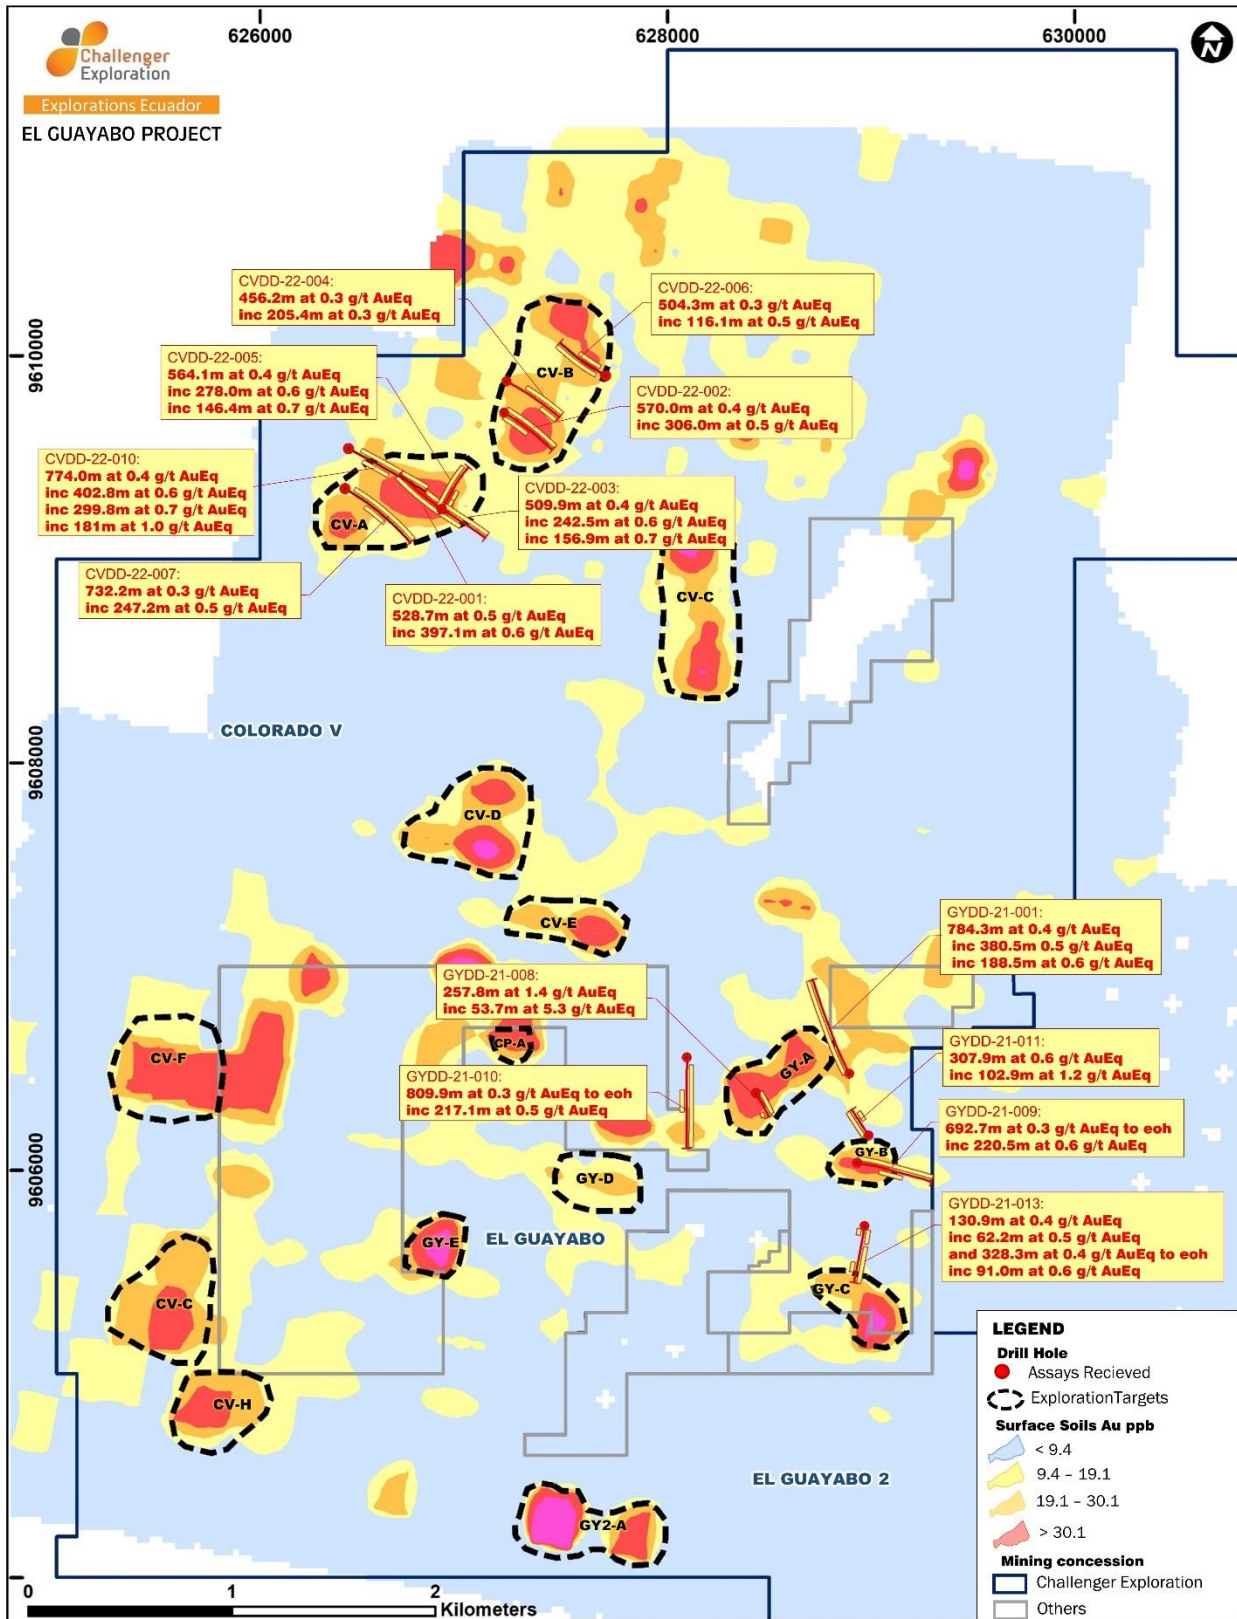 626000
628000
630000
Challenger
Exploration
Explorations Ecuador
EL GUAYABO PROJECT
N
9610000
9608000
9606000
CVDD-22-004:
456.2m at 0.3 g/t AuEq
inc 205.4m at 0.3 g/t AuEq
CVDD-22-006:
504.3m at 0.3 g/t AuEq
inc 116.1m at 0.5 g/t AuEq
CVDD-22-005:
564.1m at 0.4 g/t AuEq
inc 278.0m at 0.6 g/t AuEq
inc 146.4m at 0.7 g/t AuEq
CV-B
CVDD-22-002:
570.0m at 0.4 g/t AuEq
inc 306.0m at 0.5 g/t AuEq
CVDD-22-010:
774.0m at 0.4 g/t AuEq
inc 402.8m at 0.6 g/t AuEq
inc 299.8m at 0.7 g/t AuEq
inc 181m at 1.0 g/t AuEq
CV-A
CVDD-22-003:
509.9m at 0.4 g/t AuEq
inc 242.5m at 0.6 g/t AuEq
inc 156.9m at 0.7 g/t AuEq
CVDD-22-007:
732.2m at 0.3 g/t AuEq
inc 247.2m at 0.5 g/t AuEq
CVDD-22-001:
528.7m at 0.5 g/t AuEq
inc 397.1m at 0.6 g/t AuEq
CV-C
COLORADO V
CV-D
CV-E
GYDD-21-001:
784.3m at 0.4 g/t AuEq
inc 380.5m 0.5 g/t AuEq
inc 188.5m at 0.6 g/t AuEq
GYDD-21-008:
257.8m at 1.4 g/t AuEq
inc 53.7m at 5.3 g/t AuEq
CP-A
CV-F
GY-A
GYDD-21-011:
307.9m at 0.6 g/t AuEq
inc 102.9m at 1.2 g/t AuEq
GYDD-21-010:
809.9m at 0.3 g/t AuEq to eoh
inc 217.1m at 0.5 g/t AuEq
GYDD-21-009:
692.7m at 0.3 g/t AuEq to eoh
inc 220.5m at 0.6 g/t AuEq
GY-B
GY-D
GYDD-21-013:
130.9m at 0.4 g/t AuEq
inc 62.2m at 0.5 g/t AuEq
and 328.3m at 0.4 g/t AuEq to eoh
inc 91.0m at 0.6 g/t AuEq
GY-E
EL GUAYABO
GY-C
CV-C
CV-H
EL GUAYABO 2
GY2-A
LEGEND
Drill Hole
Assays Recieved
ExplorationTargets
Surface Soils Au ppb
< 9.4
9.4 – 19.1
19.1 – 30.1
> 30.1
Mining concession
Challenger Exploration
Others
0
1
2
Kilometers